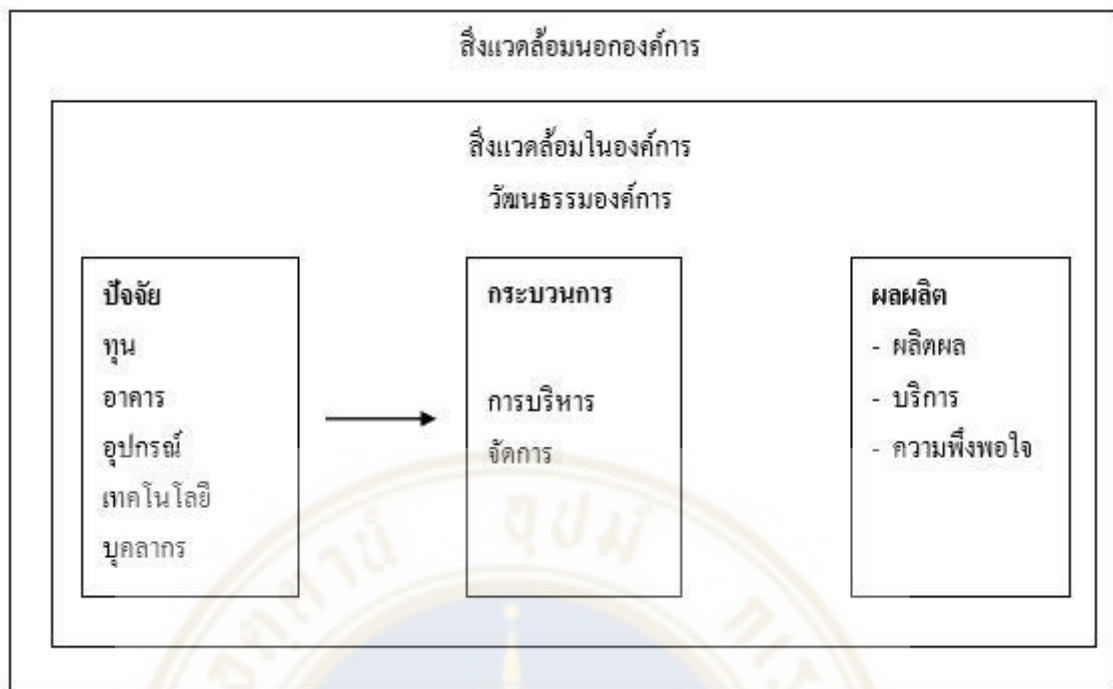 สิ่งแวดล้อมนอกองค์การ
สิ่งแวดล้อมในองค์การ
วัฒนธรรมองค์การ
ปัจจัย
ทุน
อาคาร
อุปกรณ์
เทคโนโลยี
บุคลากร
กระบวนการ
การบริหาร
จัดการ
ผลผลิต
- ผลิตผล
- บริการ
- ความพึงพอใจ